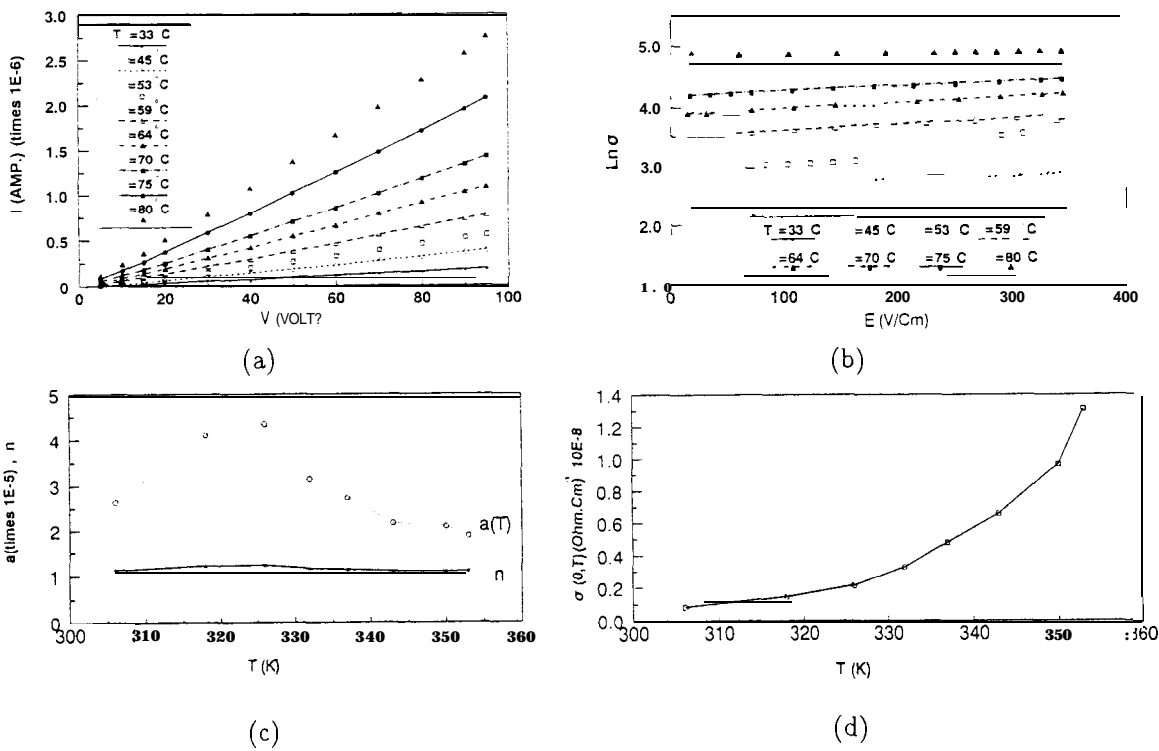 3.0
2.5
2.0
1.5
1.0
0.5
0
I (AMP.) (times 1E-6)
T =33 C
=45 C
=53 C
=59 C
=64 C
=70 C
=75 C
=80 C
0 20 40 60 80 100
V (VOLT?
(a)
5.0
4.0
3.0
2.0
1.0
Ln σ
T =33 C =45 C =53 C =59 C
=64 C =70 C =75 C =80 C
0 100 200 300 400
E (V/Cm)
(b)
5
4
3
2
1
0
a(times 1E-5) , n
a(T)
n
300 310 320 330 340 350 360
T (K)
(c)
1.4
1.2
1.0
0.8
0.6
0.4
0.2
0.0
σ (0,T) (Ohm.Cm) 10E-8
300 310 320 330 340 350 :360
T (K)
(d)